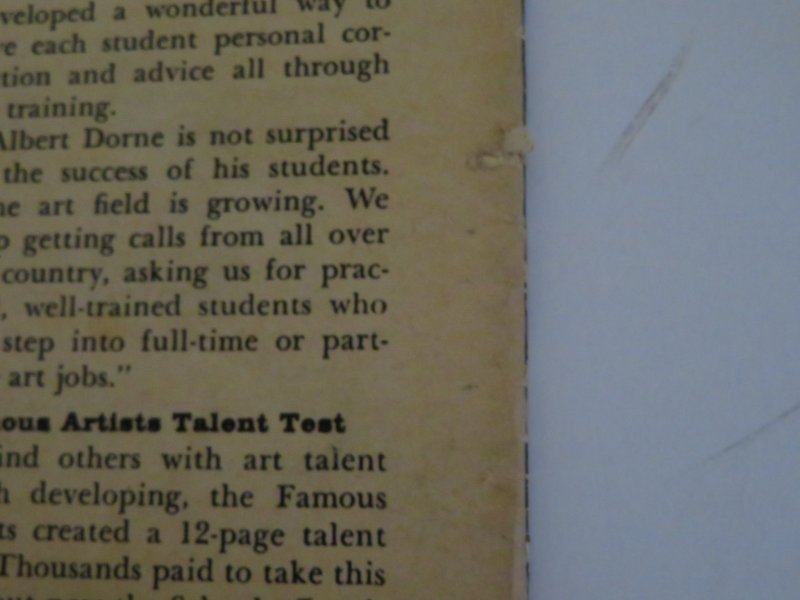 veloped a wonderful way to
e each student personal cor-
tion and advice all through
training.
Albert Dorne is not surprised
the success of his students.
e art field is growing. We
p getting calls from all over
country, asking us for prac-
, well-trained students who
step into full-time or part-
art jobs."
ous Artists Talent Test
ind others with art talent
h developing, the Famous
ts created a 12-page talent
Thousands paid to take this